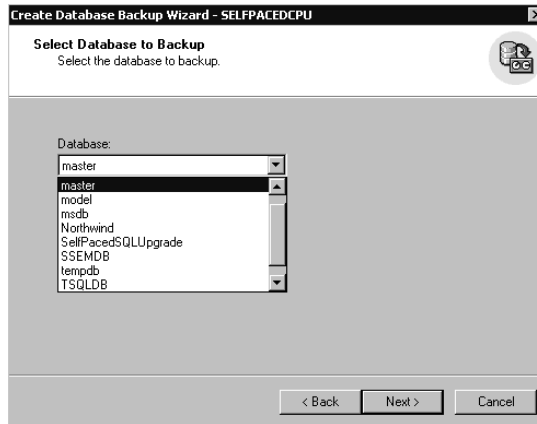 Create Database Backup Wizard - SELFPACEDCPU
Select Database to Backup
Select the database to backup.
Database:
master
master
model
msdb
Northwind
SelfPacedSQLUpgrade
SSEMDB
tempdb
TSQLDB
< Back Next > Cancel